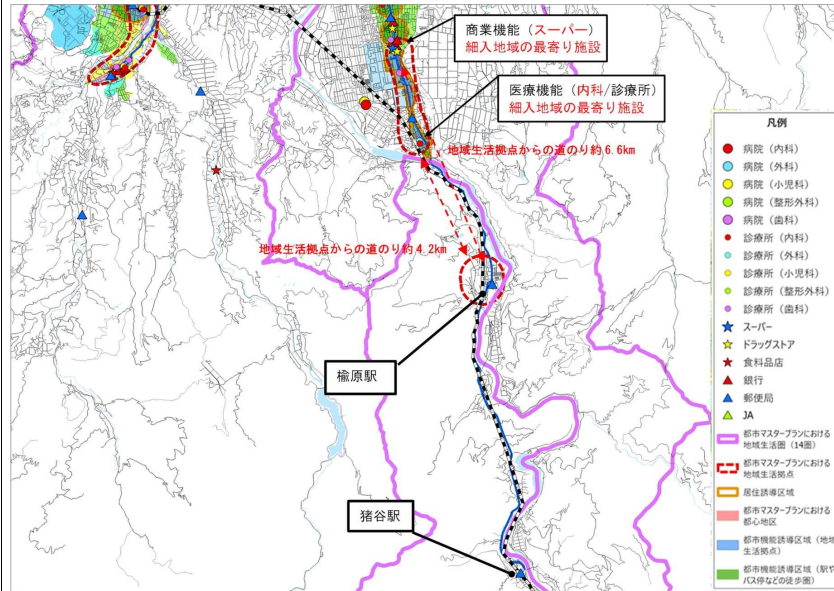 商業機能（スーパー）
細入地域の最寄り施設
医療機能（内科/診療所）
細入地域の最寄り施設
地域生活拠点からの道のり約6.6km
地域生活拠点からの道のり約4.2km
楡原駅
猪谷駅
凡例
病院（内科）
病院（外科）
病院（小児科）
病院（整形外科）
病院（歯科）
診療所（内科）
診療所（外科）
診療所（小児科）
診療所（整形外科）
診療所（歯科）
スーパー
ドラッグストア
食料品店
銀行
郵便局
JA
都市マスタープランにおける
地域生活圏（14圏）
都市マスタープランにおける
地域生活拠点
居住誘導区域
都市マスタープランにおける
都心地区
都市機能誘導区域（地域
生活拠点）
都市機能誘導区域（駅や
バス停などの徒歩圏）